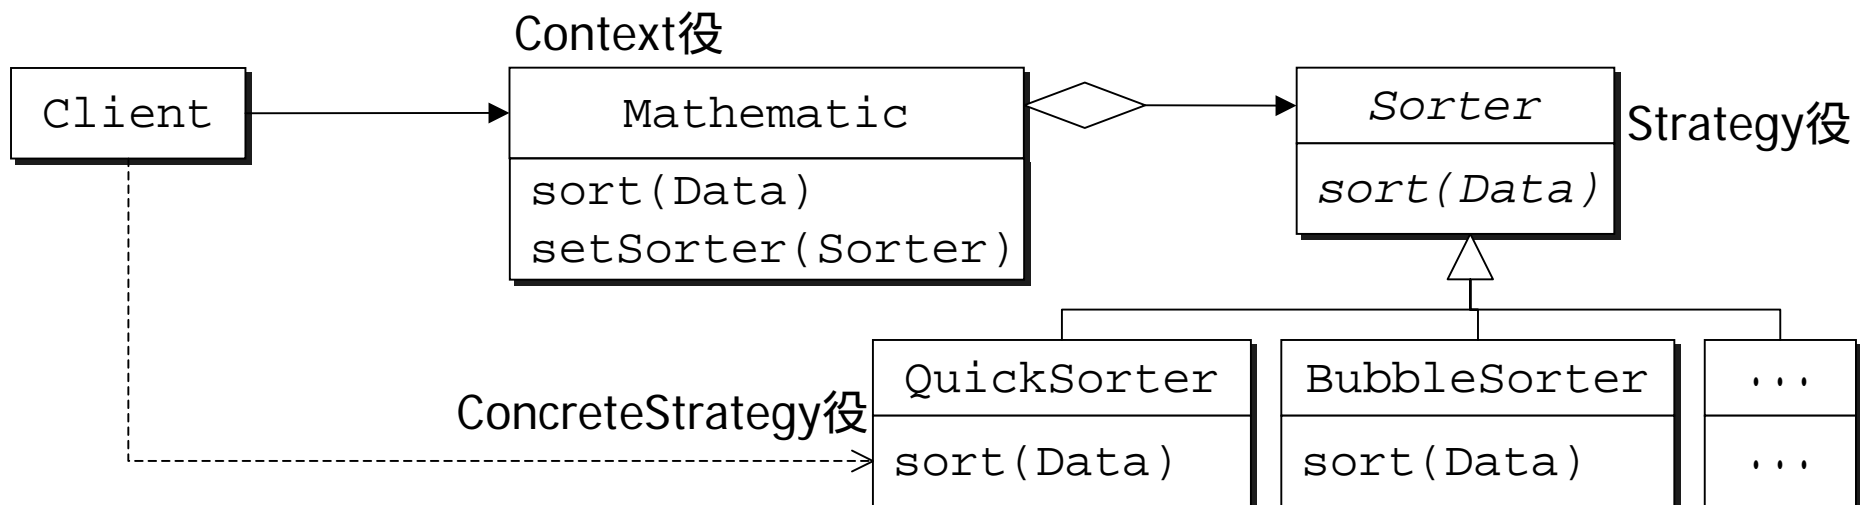 Context役
Client
Mathematic
sort(Data)
setSorter(Sorter)
Sorter
sort(Data)
Strategy役
ConcreteStrategy役
QuickSorter
sort(Data)
BubbleSorter
sort(Data)
...
...